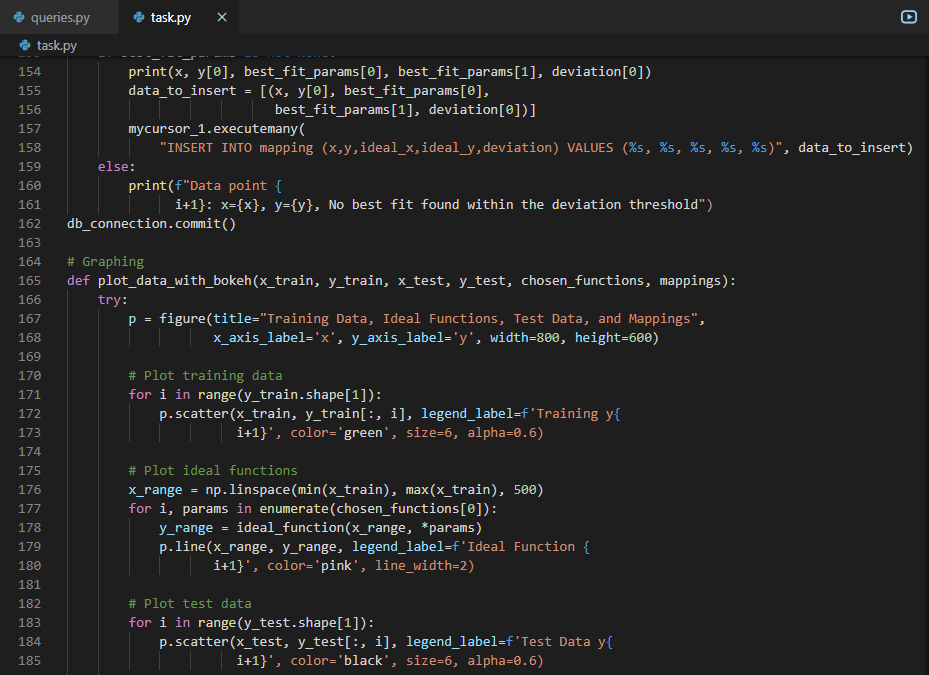 queries.py
task.py
task.py
154 print(x, y[0], best_fit_params[0], best_fit_params[1], deviation[0])
155 data_to_insert = [(x, y[0], best_fit_params[0],
156 best_fit_params[1], deviation[0])]
157 mycursor_1.executemany(
158 "INSERT INTO mapping (x,y,ideal_x,ideal_y,deviation) VALUES (%s, %s, %s, %s, %s)", data_to_insert)
159 else:
160 print(f"Data point {
161 i+1}: x={x}, y={y}, No best fit found within the deviation threshold")
162 db_connection.commit()
163
164 # Graphing
165 def plot_data_with_bokeh(x_train, y_train, x_test, y_test, chosen_functions, mappings):
166 try:
167 p = figure(title="Training Data, Ideal Functions, Test Data, and Mappings",
168 x_axis_label='x', y_axis_label='y', width=800, height=600)
169
170 # Plot training data
171 for i in range(y_train.shape[1]):
172 p.scatter(x_train, y_train[:, i], legend_label=f'Training y{
173 i+1}', color='green', size=6, alpha=0.6)
174
175 # Plot ideal functions
176 x_range = np.linspace(min(x_train), max(x_train), 500)
177 for i, params in enumerate(chosen_functions[0]):
178 y_range = ideal_function(x_range, *params)
179 p.line(x_range, y_range, legend_label=f'Ideal Function {
180 i+1}', color='pink', line_width=2)
181
182 # Plot test data
183 for i in range(y_test.shape[1]):
184 p.scatter(x_test, y_test[:, i], legend_label=f'Test Data y{
185 i+1}', color='black', size=6, alpha=0.6)